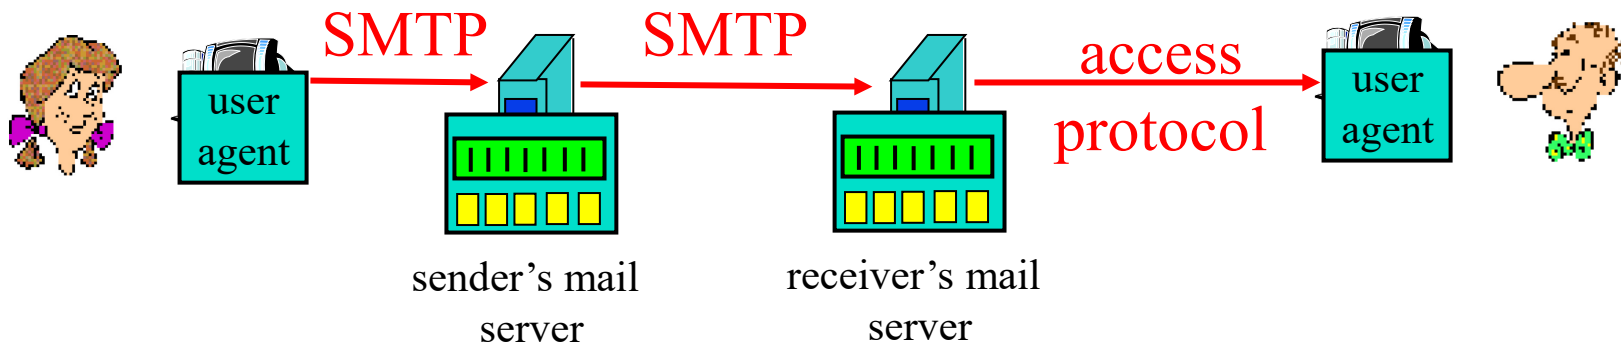 SMTP
SMTP
access
protocol
user
agent
user
agent
sender’s mail
server
receiver’s mail
server